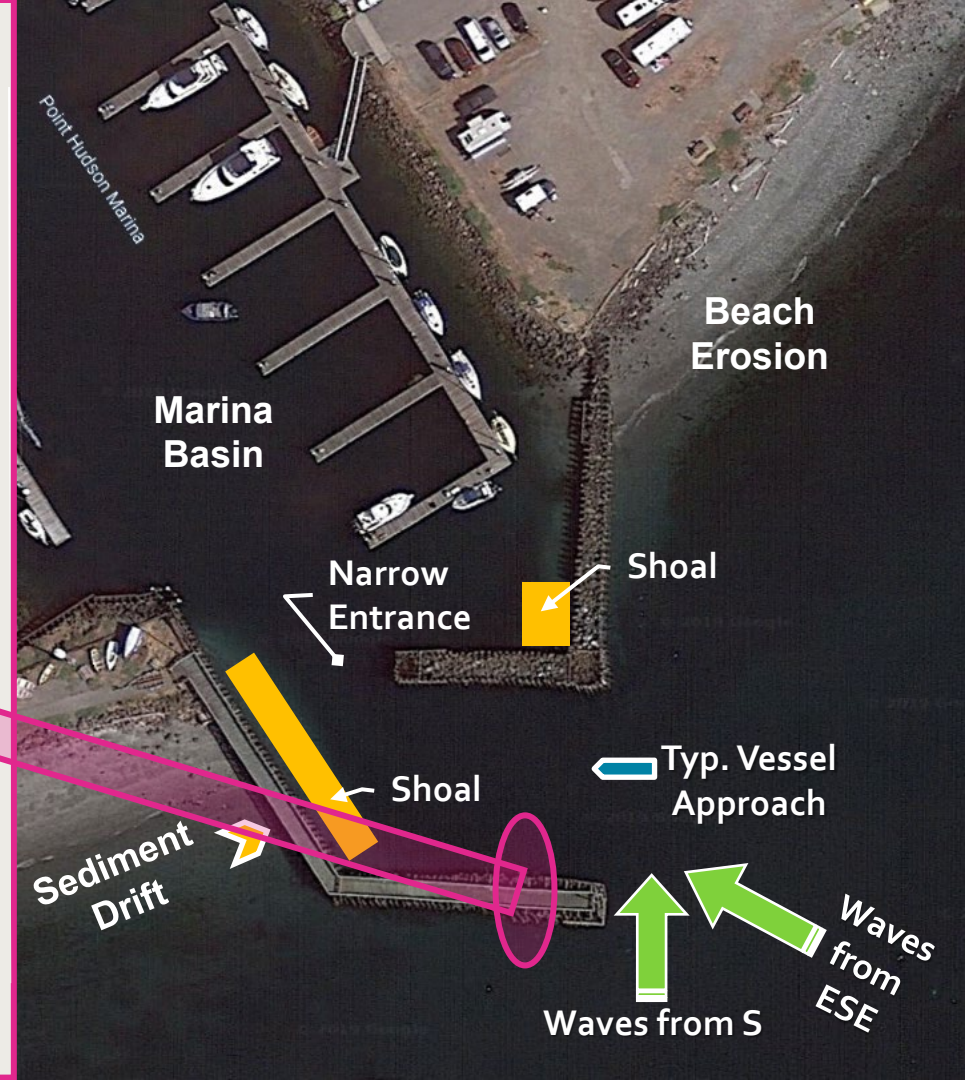 Point Hudson Marina
Beach
Erosion
Marina
Basin
Narrow
Entrance
Shoal
Typ. Vessel
Approach
Shoal
Sediment
Drift
Waves
from
ESE
Waves from S